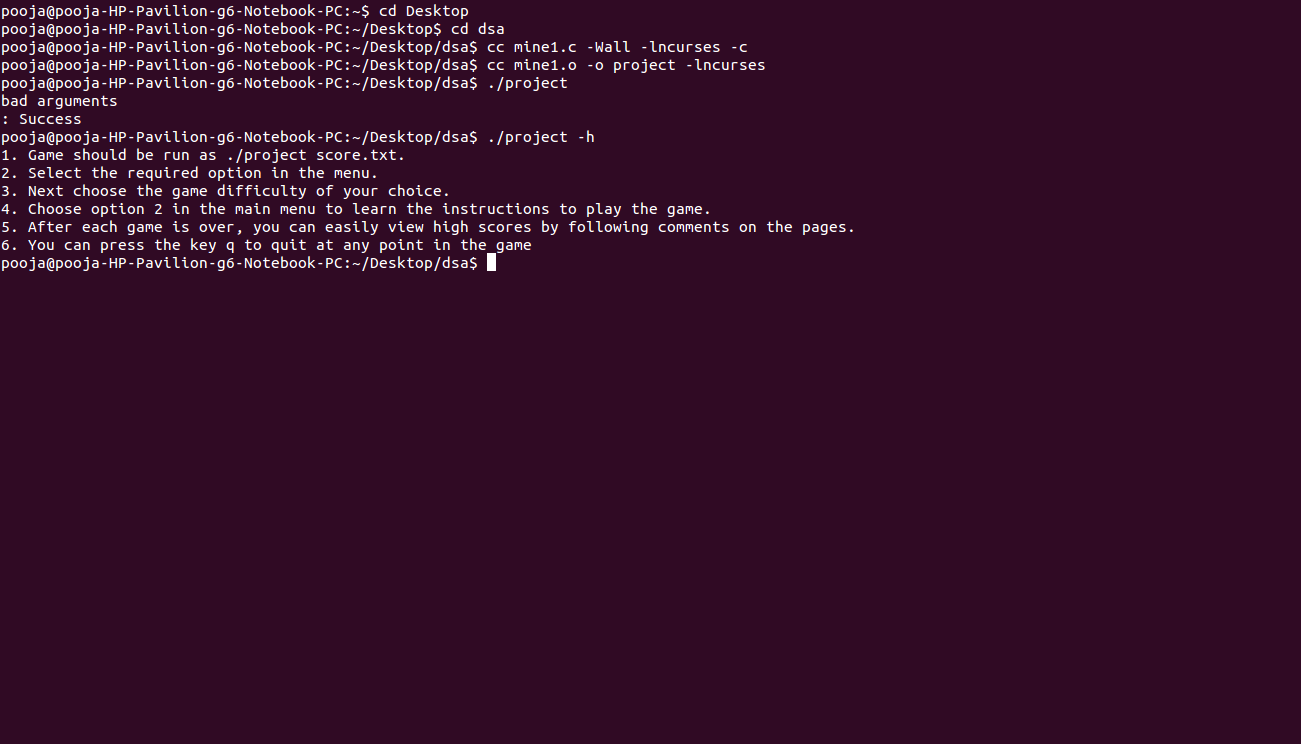 pooja@pooja-HP-Pavilion-g6-Notebook-PC:~$ cd Desktop
pooja@pooja-HP-Pavilion-g6-Notebook-PC:~/Desktop$ cd dsa
pooja@pooja-HP-Pavilion-g6-Notebook-PC:~/Desktop/dsa$ cc mine1.c -Wall -lncurses -c
pooja@pooja-HP-Pavilion-g6-Notebook-PC:~/Desktop/dsa$ cc mine1.o -o project -lncurses
pooja@pooja-HP-Pavilion-g6-Notebook-PC:~/Desktop/dsa$ ./project
bad arguments
: Success
pooja@pooja-HP-Pavilion-g6-Notebook-PC:~/Desktop/dsa$ ./project -h
1. Game should be run as ./project score.txt.
2. Select the required option in the menu.
3. Next choose the game difficulty of your choice.
4. Choose option 2 in the main menu to learn the instructions to play the game.
5. After each game is over, you can easily view high scores by following comments on the pages.
6. You can press the key q to quit at any point in the game
pooja@pooja-HP-Pavilion-g6-Notebook-PC:~/Desktop/dsa$